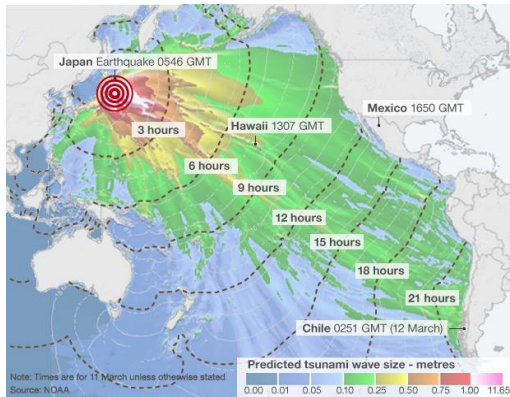 Japan Earthquake 0546 GMT
Mexico 1650 GMT
3 hours
Hawaii 1307 GMT
6 hours
9 hours
12 hours
15 hours
18 hours
21 hours
Chile 0251 GMT (12 March)
Predicted tsunami wave size - metres
Note: Times are for 11 March unless otherwise stated
Source: NOAA
0.00 0.01 0.05 0.10 0.25 0.50 0.75 1.00 11.65